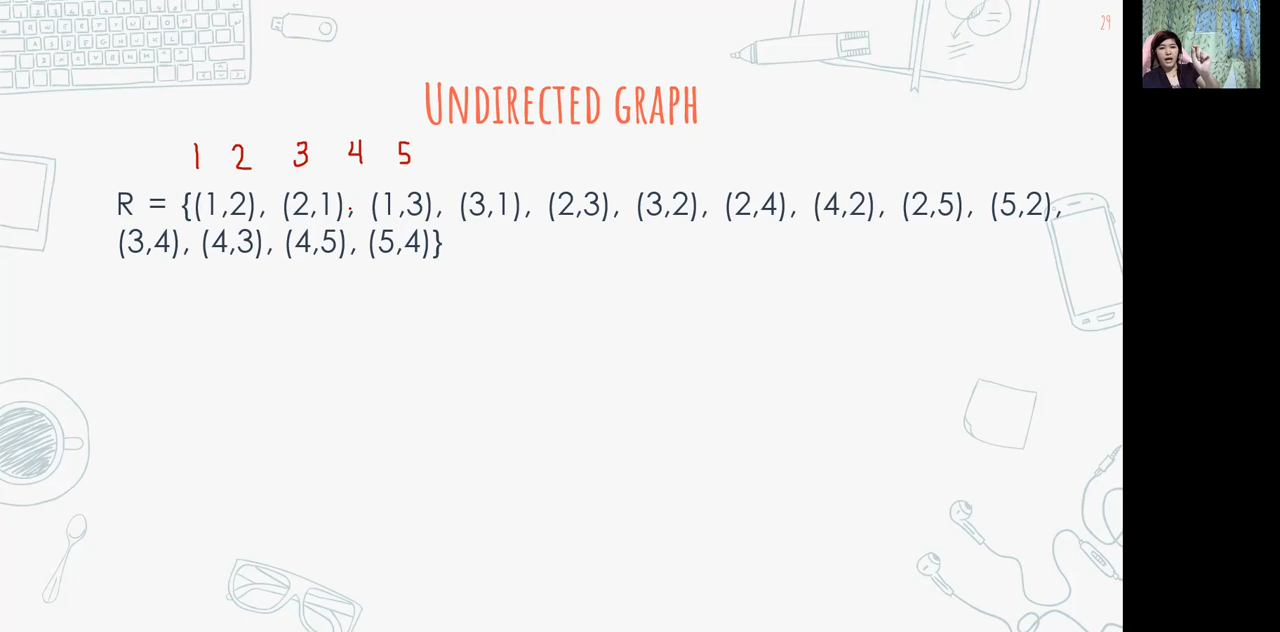 29
UNDIRECTED GRAPH
1 2 3 4 5
R = {(1,2), (2,1), (1,3), (3,1), (2,3), (3,2), (2,4), (4,2), (2,5), (5,2),
(3,4), (4,3), (4,5), (5,4)}